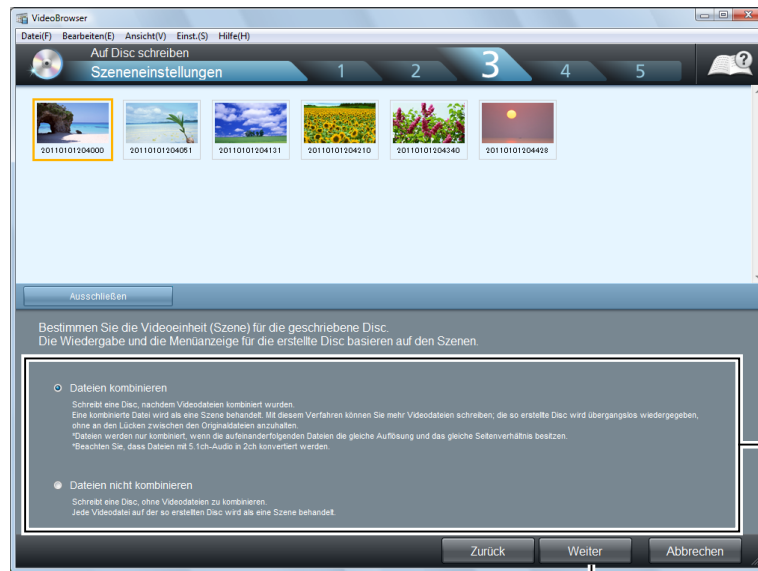 VideoBrowser
Datei(F) Bearbeiten(E) Ansicht(V) Einst.(S) Hilfe(H)
Auf Disc schreiben
Szeneneinstellungen 1 2 3 4 5 ?
20110101204000 20110101204051 20110101204131 20110101204210 20110101204340 20110101204428
Ausschließen
Bestimmen Sie die Videoeinheit (Szene) für die geschriebene Disc.
Die Wiedergabe und die Menüanzeige für die erstellte Disc basieren auf den Szenen.
Dateien kombinieren
Schreibt eine Disc, nachdem Videodateien kombiniert wurden.
Eine kombinierte Datei wird als eine Szene behandelt. Mit diesem Verfahren können Sie mehr Videodateien schreiben; die so erstellte Disc wird übergangslos wiedergegeben,
ohne an den Lücken zwischen den Originaldateien anzuhalten.
*Dateien werden nur kombiniert, wenn die aufeinanderfolgenden Dateien die gleiche Auflösung und das gleiche Seitenverhältnis besitzen.
*Beachten Sie, dass Dateien mit 5.1ch-Audio in 2ch konvertiert werden.
Dateien nicht kombinieren
Schreibt eine Disc, ohne Videodateien zu kombinieren.
Jede Videodatei auf der so erstellten Disc wird als eine Szene behandelt.
Zurück Weiter Abbrechen